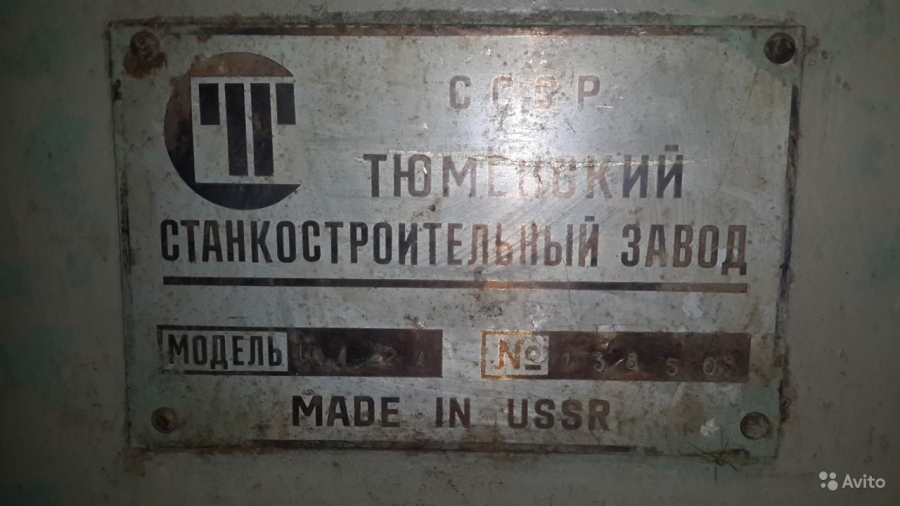 СССР
ТЮМЕНСКИЙ
СТАНКОСТРОИТЕЛЬНЫЙ ЗАВОД
МОДЕЛЬ
№
MADE IN USSR
Avito